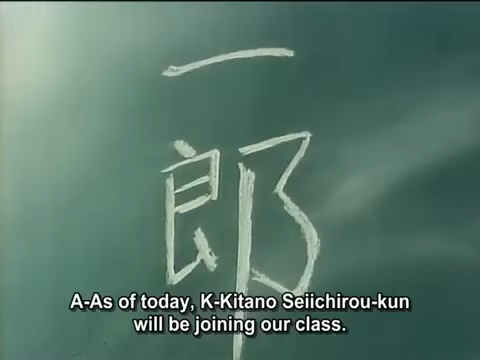 一
郎
A-As of today, K-Kitano Seiichirou-kun
will be joining our class.